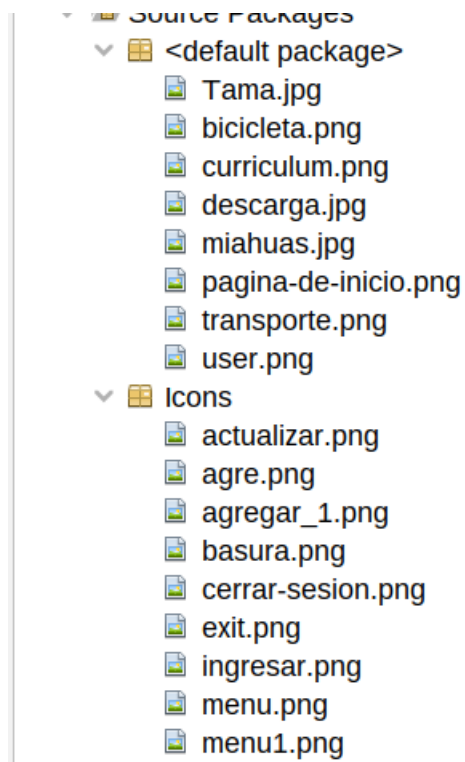 Source Packages
<default package>
Tama.jpg
bicicleta.png
curriculum.png
descarga.jpg
miahuas.jpg
pagina-de-inicio.png
transporte.png
user.png
Icons
actualizar.png
agre.png
agregar_1.png
basura.png
cerrar-sesion.png
exit.png
ingresar.png
menu.png
menu1.png